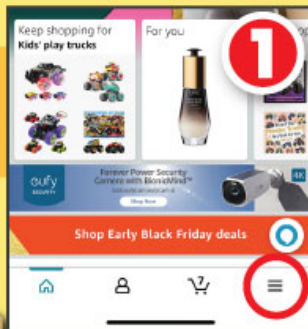 Keep shopping for
Kids' play trucks
For you
1
eufy
SECURITY
Forever Power Security
Camera with BionicMind™
Shop Now
4K
Shop Early Black Friday deals
7